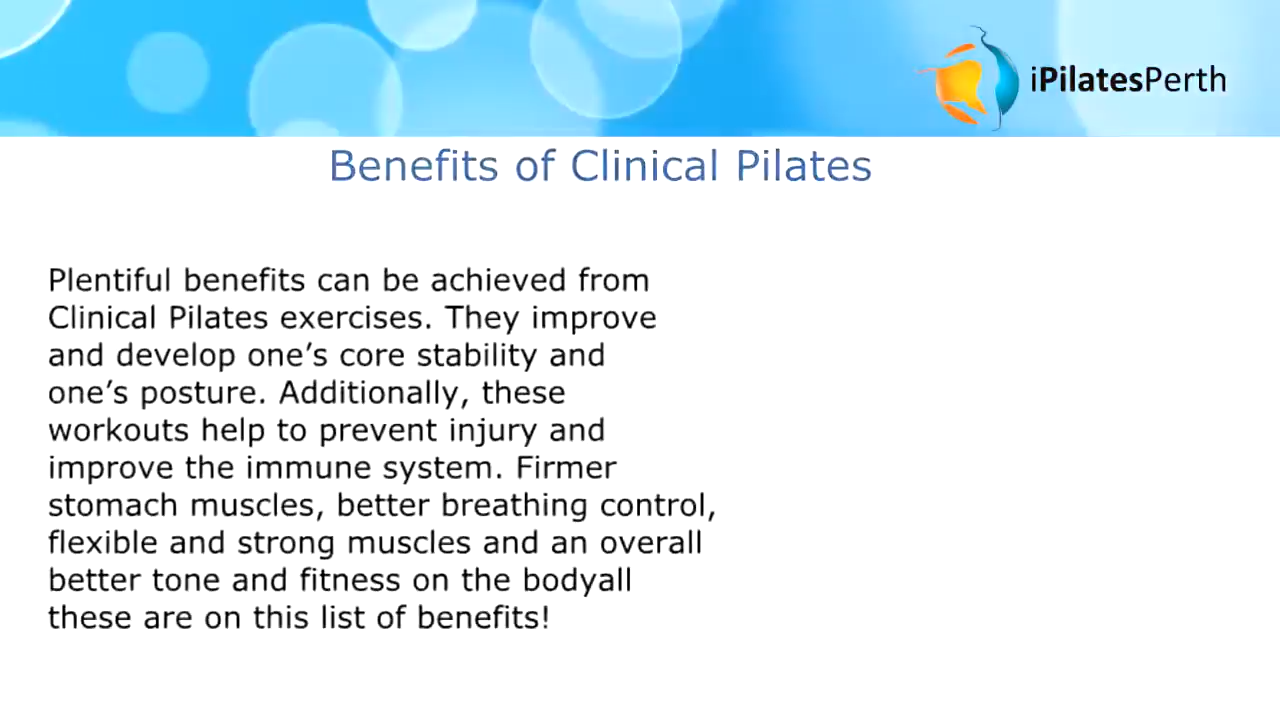 iPilatesPerth
Benefits of Clinical Pilates
Plentiful benefits can be achieved from
Clinical Pilates exercises. They improve
and develop one’s core stability and
one’s posture. Additionally, these
workouts help to prevent injury and
improve the immune system. Firmer
stomach muscles, better breathing control,
flexible and strong muscles and an overall
better tone and fitness on the bodyall
these are on this list of benefits!